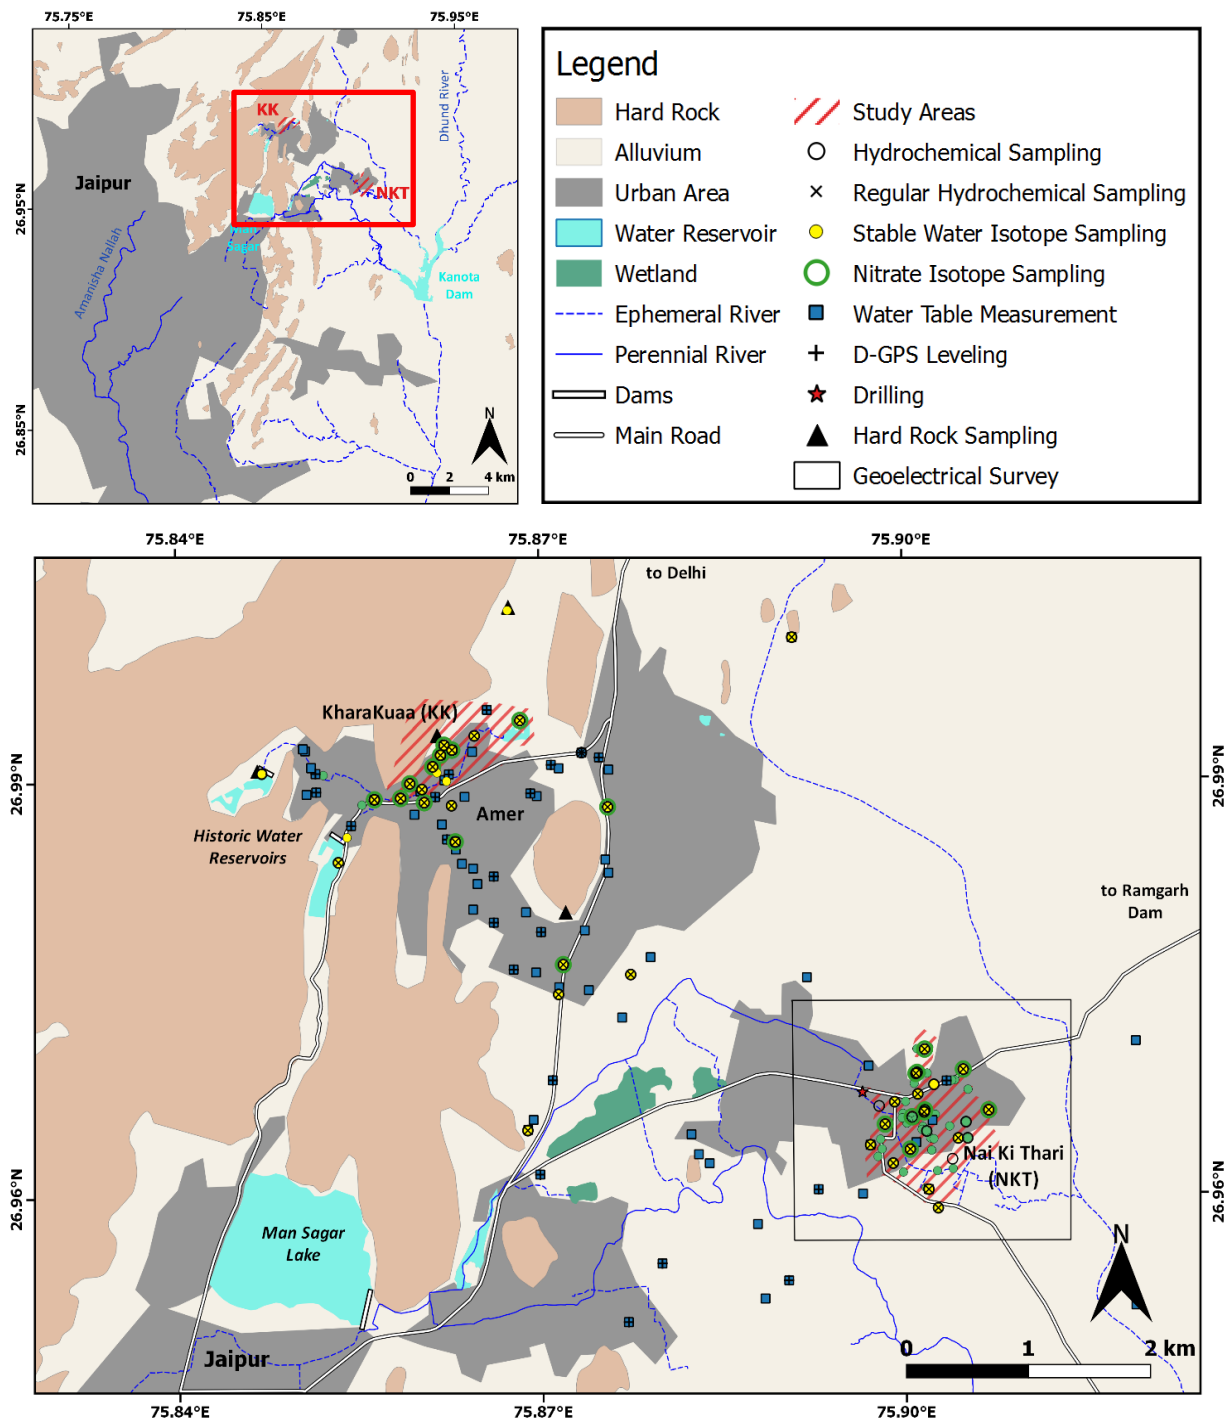 75.75°E 75.85°E 75.95°E
26.95°N
26.85°N
KK
NKT
Jaipur
Amanisha Nallah
Dhund River
Man
Sagar
Kanota
Dam
N
0 2 4 km
Legend
Hard Rock
Alluvium
Urban Area
Water Reservoir
Wetland
Ephemeral River
Perennial River
Dams
Main Road
Study Areas
Hydrochemical Sampling
Regular Hydrochemical Sampling
Stable Water Isotope Sampling
Nitrate Isotope Sampling
Water Table Measurement
D-GPS Leveling
Drilling
Hard Rock Sampling
Geoelectrical Survey
75.84°E 75.87°E 75.90°E
to Delhi
KharaKuaa (KK)
26.99°N
26.99°N
Amer
Historic Water
Reservoirs
to Ramgarh
Dam
Nai Ki Thari
(NKT)
26.96°N
26.96°N
Man Sagar
Lake
N
Jaipur
0 1 2 km
75.84°E 75.87°E 75.90°E